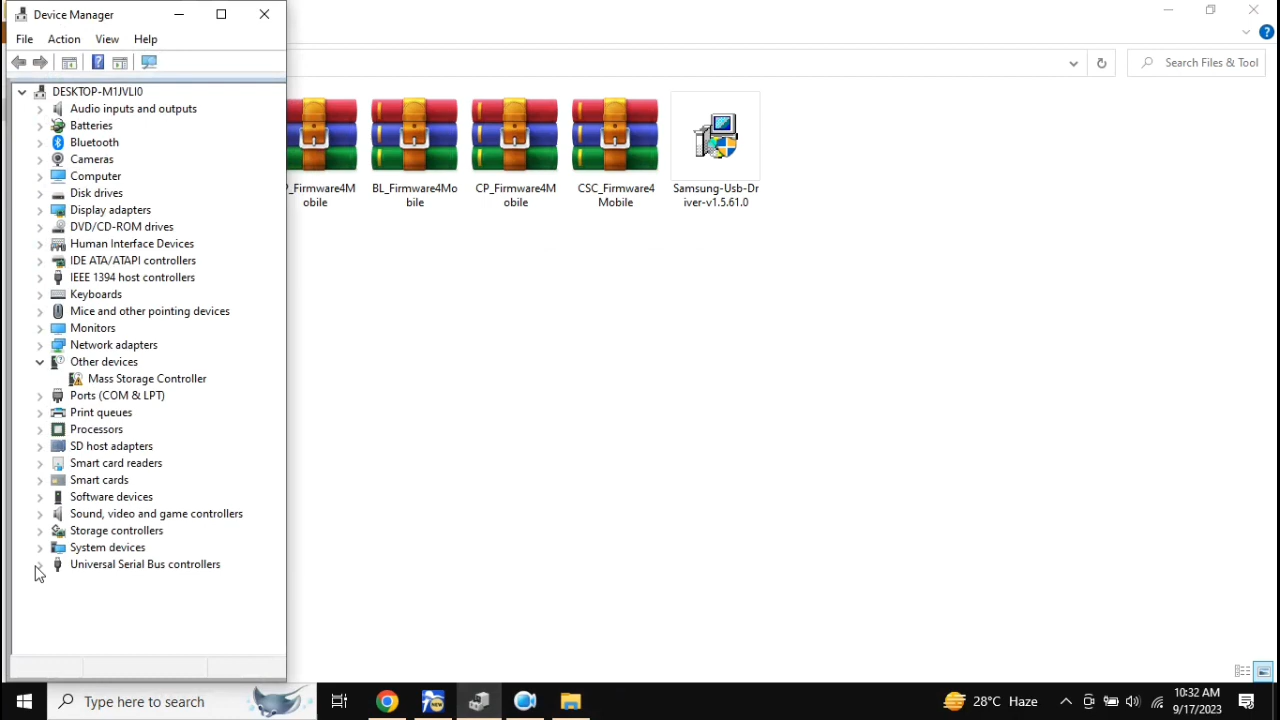 Device Manager
File Action View Help
Search Files & Tool
DESKTOP-M1JVLI0
Audio inputs and outputs
Batteries
Bluetooth
Cameras
Computer
Disk drives
Display adapters
DVD/CD-ROM drives
Human Interface Devices
IDE ATA/ATAPI controllers
IEEE 1394 host controllers
Keyboards
Mice and other pointing devices
Monitors
Network adapters
Other devices
Mass Storage Controller
Ports (COM & LPT)
Print queues
Processors
SD host adapters
Smart card readers
Smart cards
Software devices
Sound, video and game controllers
Storage controllers
System devices
Universal Serial Bus controllers
P_Firmware4M
obile
BL_Firmware4Mo
bile
CP_Firmware4M
obile
CSC_Firmware4
Mobile
Samsung-Usb-Dr
iver-v1.5.61.0
Type here to search
28°C Haze
10:32 AM
9/17/2023